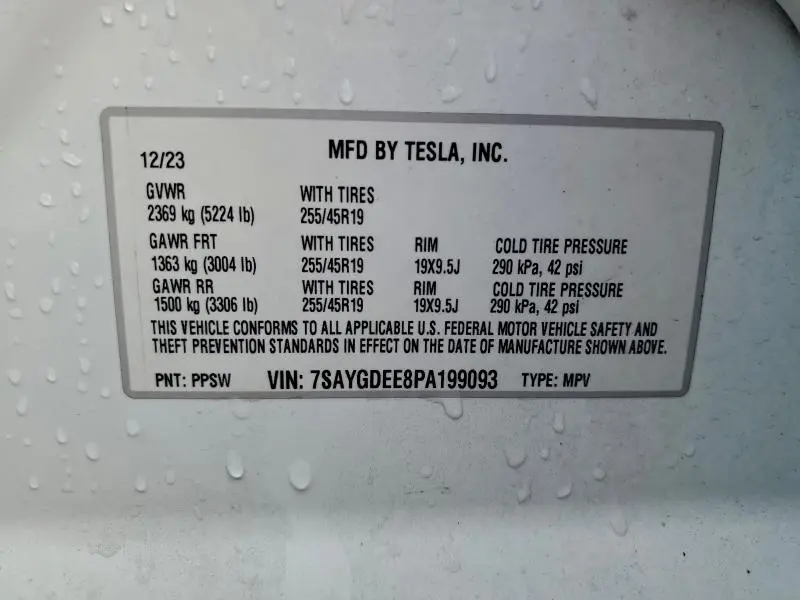 12/23 MFD BY TESLA, INC.
GVWR WITH TIRES
2369 kg (5224 lb) 255/45R19
GAWR FRT WITH TIRES RIM COLD TIRE PRESSURE
1363 kg (3004 lb) 255/45R19 19X9.5J 290 kPa, 42 psi
GAWR RR WITH TIRES RIM COLD TIRE PRESSURE
1500 kg (3306 lb) 255/45R19 19X9.5J 290 kPa, 42 psi
THIS VEHICLE CONFORMS TO ALL APPLICABLE U.S. FEDERAL MOTOR VEHICLE SAFETY AND
THEFT PREVENTION STANDARDS IN EFFECT ON THE DATE OF MANUFACTURE SHOWN ABOVE.
PNT: PPSW VIN: 7SAYGDEE8PA199093 TYPE: MPV